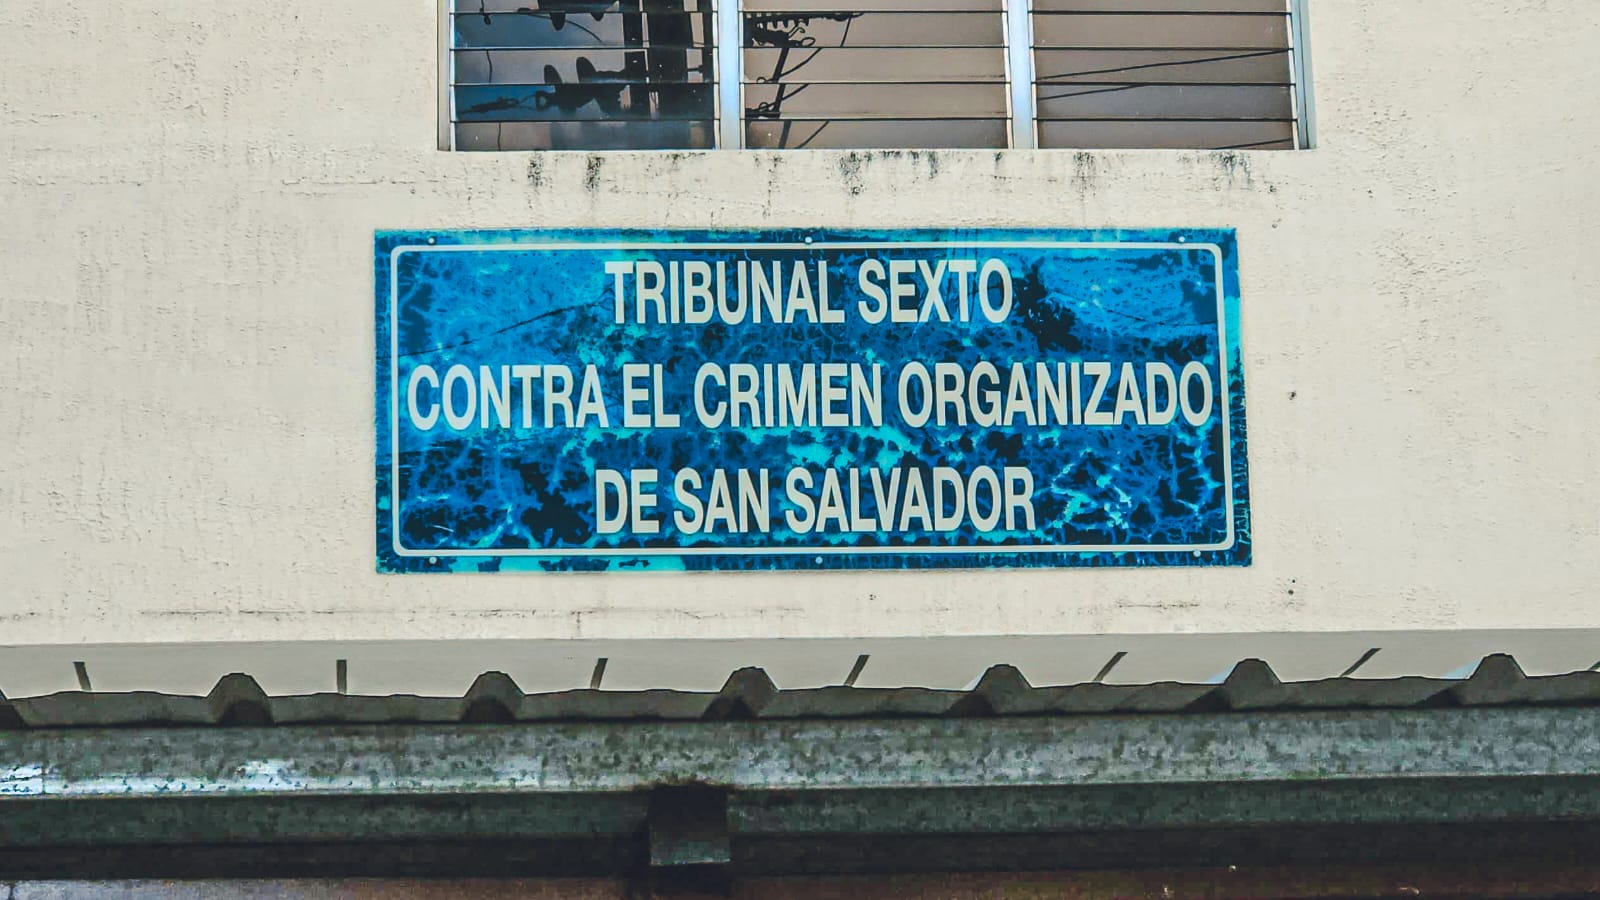 TRIBUNAL SEXTO
CONTRA EL CRIMEN ORGANIZADO
DE SAN SALVADOR